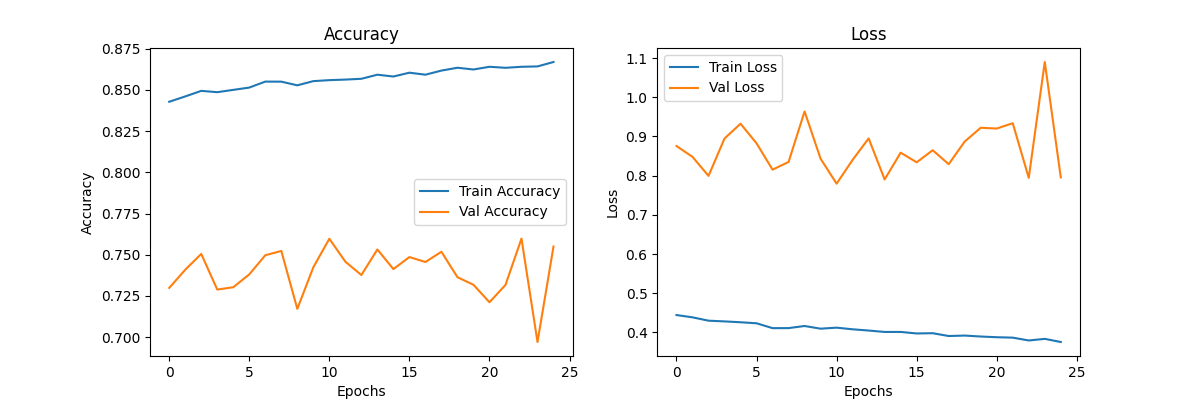 Accuracy
0.875
0.850
0.825
0.800
0.775
0.750
0.725
0.700
Accuracy
Train Accuracy
Val Accuracy
0 5 10 15 20 25
Epochs
Loss
1.1
1.0
0.9
0.8
0.7
0.6
0.5
0.4
Loss
Train Loss
Val Loss
0 5 10 15 20 25
Epochs